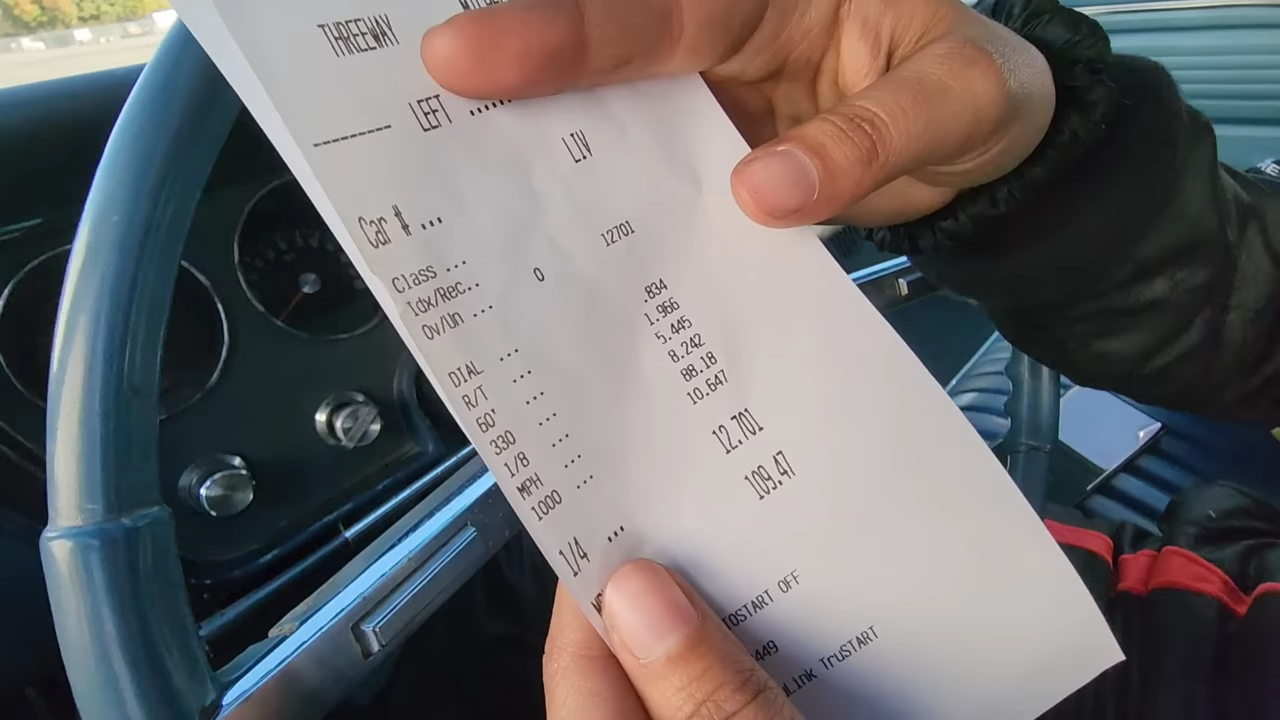 THREEWAY
LEFT ......
----------
LIV
Car # ...
Class ... 12701
Idx/Rec.. 0
Ov/Un ...
DIAL ...
R/T ... .834
60' ... 1.966
330 ... 5.445
1/8 ... 8.242
MPH ... 88.18
1000 ... 10.647
1/4 ... 12.701
109.47
TOSTART OFF
449
Link TruSTART